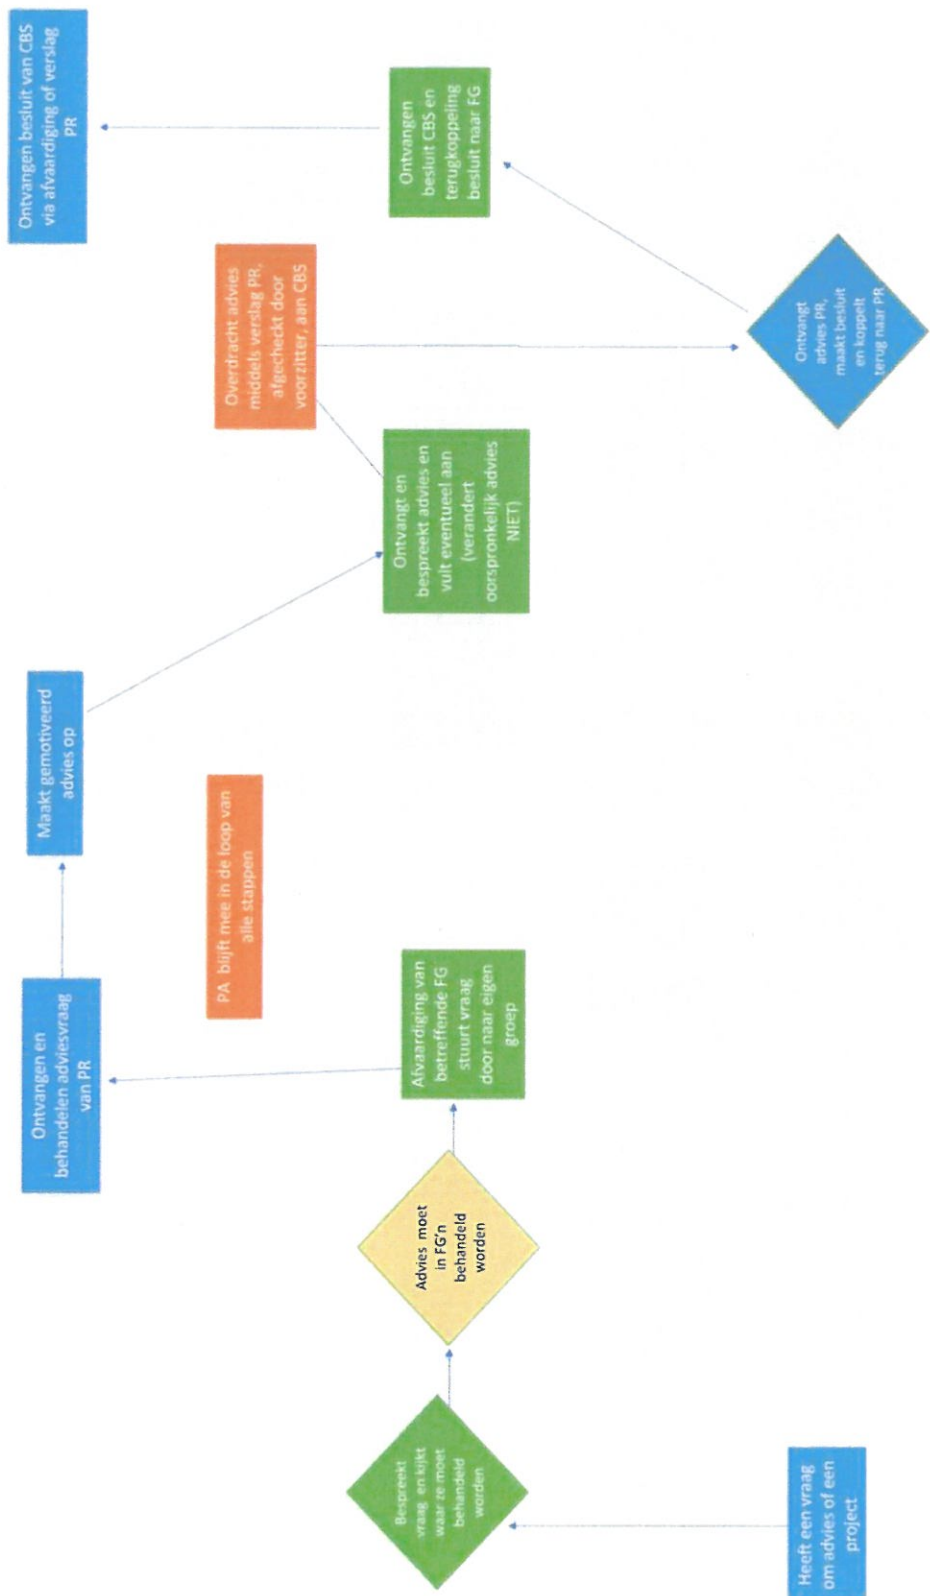 Heeft een vraag
om advies of een
project
Bespreekt
vraag en kijkt
waar ze moet
behandeld
worden
Advies moet
in FG'n
behandeld
worden
Afvaardiging van
betreffende FG
stuurt vraag
door naar eigen
groep
Ontvangen en
behandelen adviesvraag
van PR
PA blijft mee in de loop van
alle stappen
Maakt gemotiveerd
advies op
Ontvangt en
bespreekt advies en
vult eventueel aan
(verandert
oorspronkelijk advies
NIET)
Overdracht advies
middels verslag PR,
afgecheckt door
voorzitter, aan CBS
Ontvangt
advies PR,
maakt besluit
en koppelt
terug naar PR
Ontvangen
besluit CBS en
terugkoppeling
besluit naar FG
Ontvangen besluit van CBS
via afvaardiging of verslag
PR